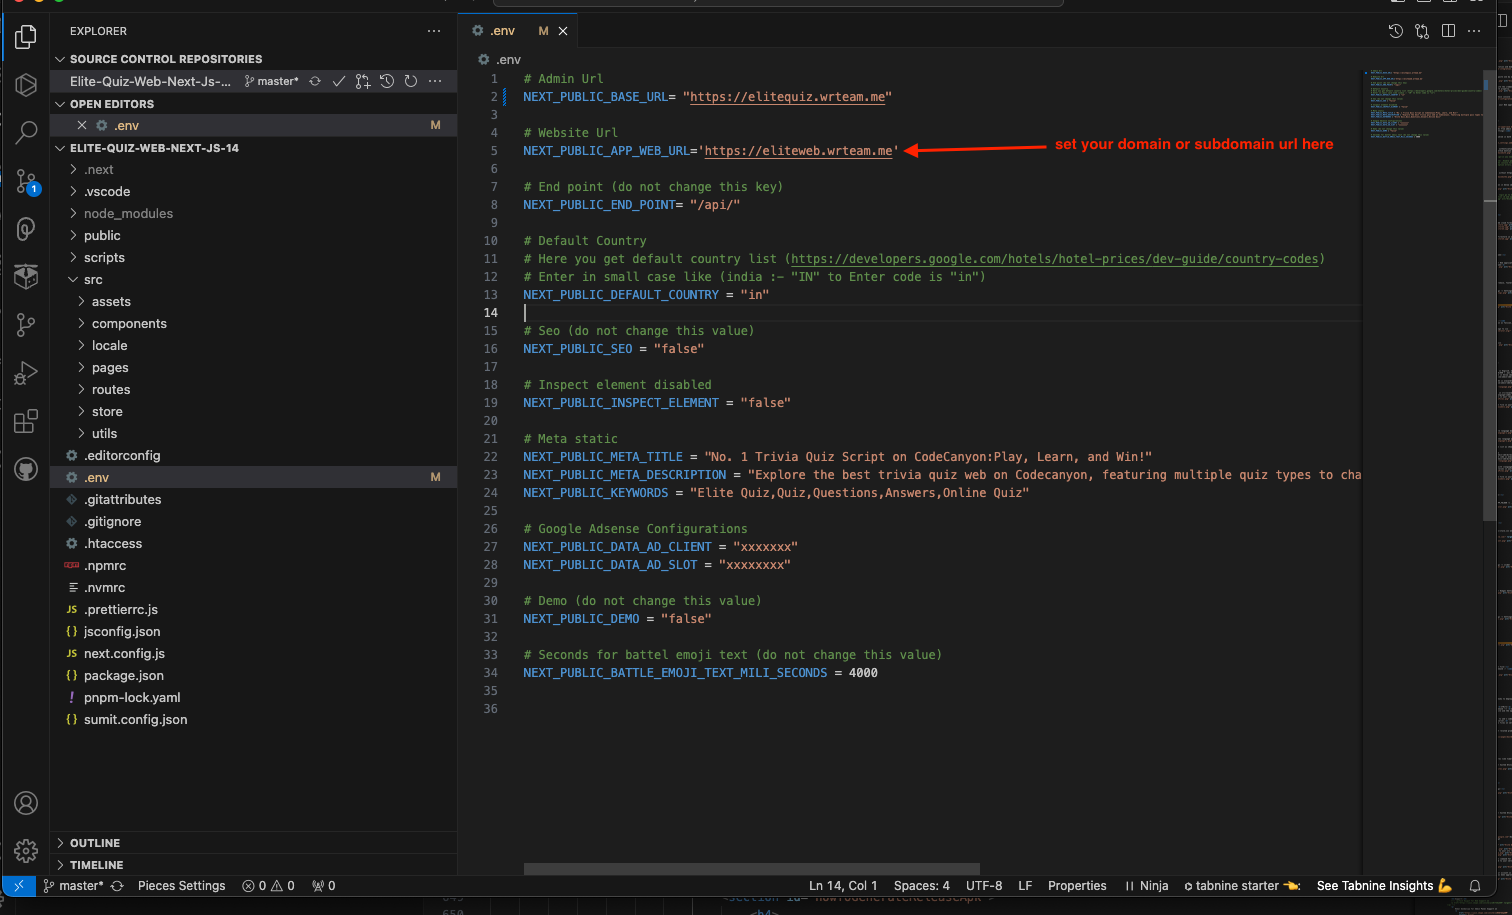 EXPLORER
SOURCE CONTROL REPOSITORIES
Elite-Quiz-Web-Next-Js-... master*
OPEN EDITORS
.env M
ELITE-QUIZ-WEB-NEXT-JS-14
.next
.vscode
node_modules
public
scripts
src
assets
components
locale
pages
routes
store
utils
.editorconfig
.env M
.gitattributes
.gitignore
.htaccess
.npmrc
.nvmrc
JS .prettierrc.js
{} jsconfig.json
JS next.config.js
{} package.json
! pnpm-lock.yaml
{} sumit.config.json
OUTLINE
TIMELINE
1
.env M
.env
1 # Admin Url
2 NEXT_PUBLIC_BASE_URL= "https://elitequiz.wrteam.me"
3
4 # Website Url
5 NEXT_PUBLIC_APP_WEB_URL='https://eliteweb.wrteam.me'
set your domain or subdomain url here
6
7 # End point (do not change this key)
8 NEXT_PUBLIC_END_POINT= "/api/"
9
10 # Default Country
11 # Here you get default country list (https://developers.google.com/hotels/hotel-prices/dev-guide/country-codes)
12 # Enter in small case like (india :- "IN" to Enter code is "in")
13 NEXT_PUBLIC_DEFAULT_COUNTRY = "in"
14
15 # Seo (do not change this value)
16 NEXT_PUBLIC_SEO = "false"
17
18 # Inspect element disabled
19 NEXT_PUBLIC_INSPECT_ELEMENT = "false"
20
21 # Meta static
22 NEXT_PUBLIC_META_TITLE = "No. 1 Trivia Quiz Script on CodeCanyon:Play, Learn, and Win!"
23 NEXT_PUBLIC_META_DESCRIPTION = "Explore the best trivia quiz web on Codecanyon, featuring multiple quiz types to cha
24 NEXT_PUBLIC_KEYWORDS = "Elite Quiz,Quiz,Questions,Answers,Online Quiz"
25
26 # Google Adsense Configurations
27 NEXT_PUBLIC_DATA_AD_CLIENT = "xxxxxxx"
28 NEXT_PUBLIC_DATA_AD_SLOT = "xxxxxxxx"
29
30 # Demo (do not change this value)
31 NEXT_PUBLIC_DEMO = "false"
32
33 # Seconds for battel emoji text (do not change this value)
34 NEXT_PUBLIC_BATTLE_EMOJI_TEXT_MILI_SECONDS = 4000
35
36
master* Pieces Settings 0 0 0 Ln 14, Col 1 Spaces: 4 UTF-8 LF Properties Ninja tabnine starter See Tabnine Insights